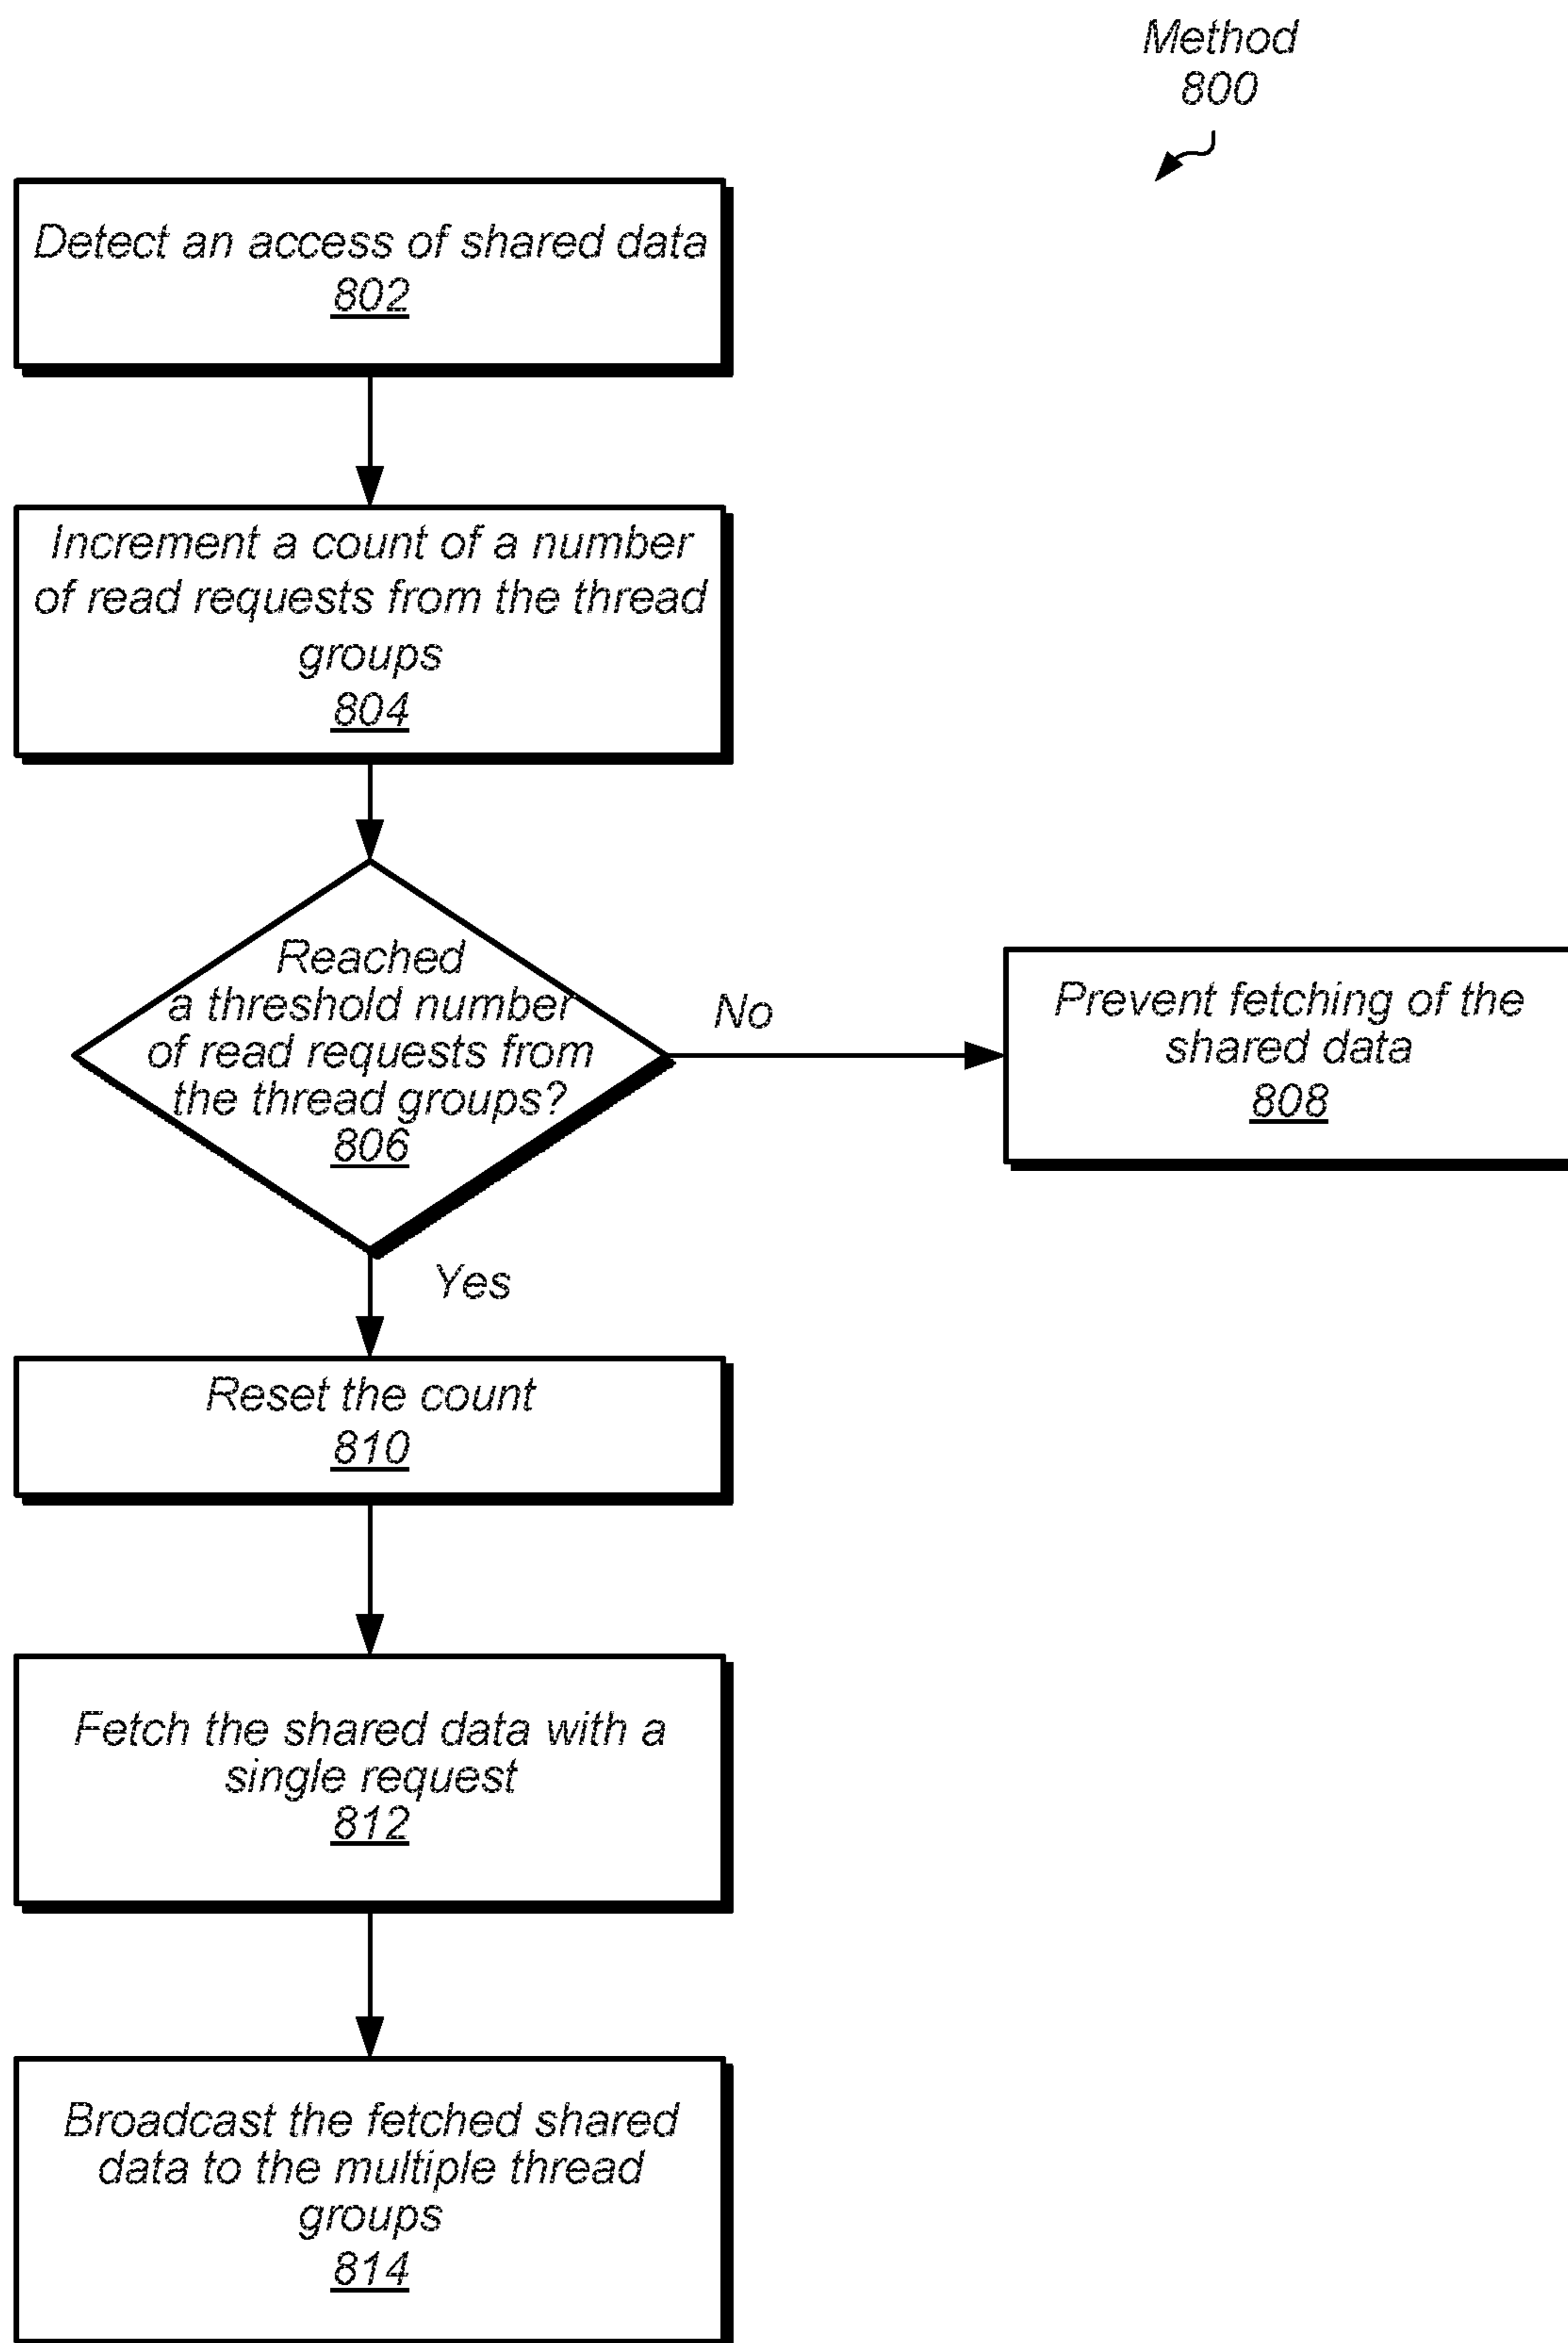 Method
800
Detect an access of shared data
802
Increment a count of a number
of read requests from the thread
groups
804
Reached
a threshold number
of read requests from
the thread groups?
806
No
Prevent fetching of the
shared data
808
Yes
Reset the count
810
Fetch the shared data with a
single request
812
Broadcast the fetched shared
data to the multiple thread
groups
814